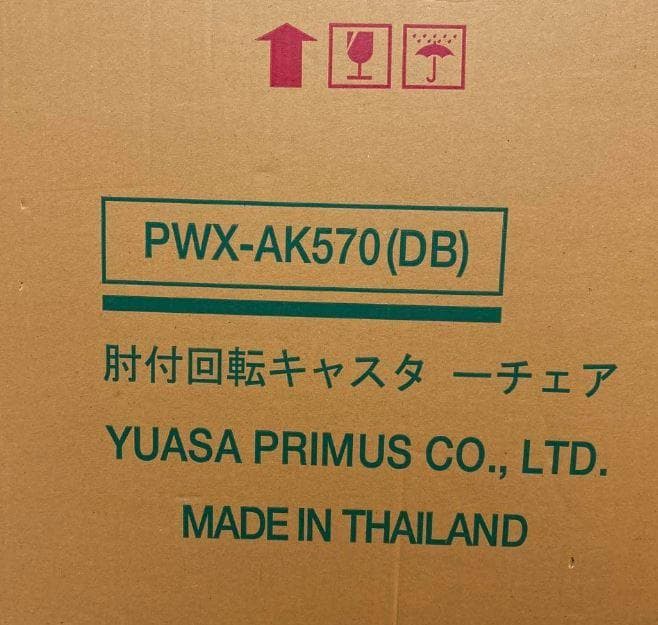 PWX-AK570(DB)
肘付回転キャスタ ーチェア
YUASA PRIMUS CO., LTD.
MADE IN THAILAND